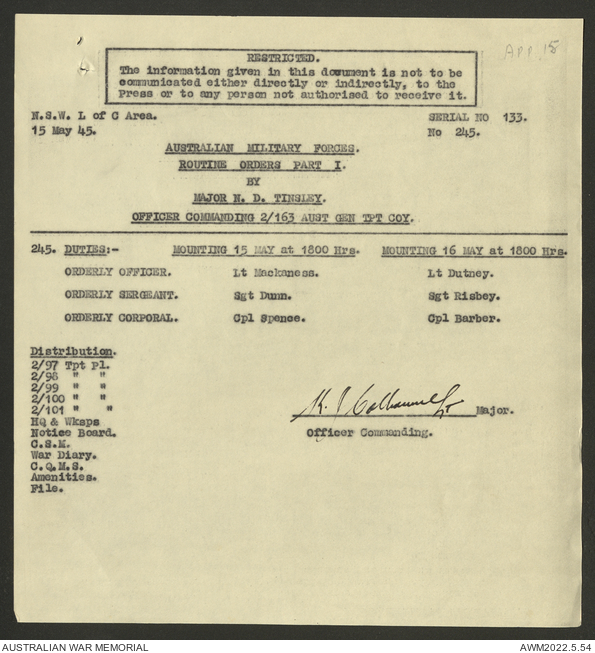 APP. 15
RESTRICTED.
The information given in this document is not to be
communicated either directly or indirectly, to the
Press or to any person not authorised to receive it.
N.S.W. L of C Area.
SERIAL NO 133.
15 May 45.
No 245.
AUSTRALIAN MILITARY FORCES.
ROUTINE ORDERS PART I.
BY
MAJOR N. D. TINSLEY.
OFFICER COMMANDING 2/163 AUST GEN TPT COY.
245. DUTIES:- MOUNTING 15 MAY at 1800 Hrs. MOUNTING 16 MAY at 1800 Hrs.
ORDERLY OFFICER. Lt Mackaness. Lt Dutney.
ORDERLY SERGEANT. Sgt Dunn. Sgt Risbey.
ORDERLY CORPORAL. Cpl Spence. Cpl Barber.
Distribution.
2/97 Tpt Pl.
2/98 " "
2/99 " "
2/100 " "
2/101 " "
HQ & Wksps
Notice Board.
C.S.M.
War Diary.
C.Q.M.S.
Amenities.
File.
Lt Major.
Officer Commanding.
AUSTRALIAN WAR MEMORIAL
AWM2022.5.54